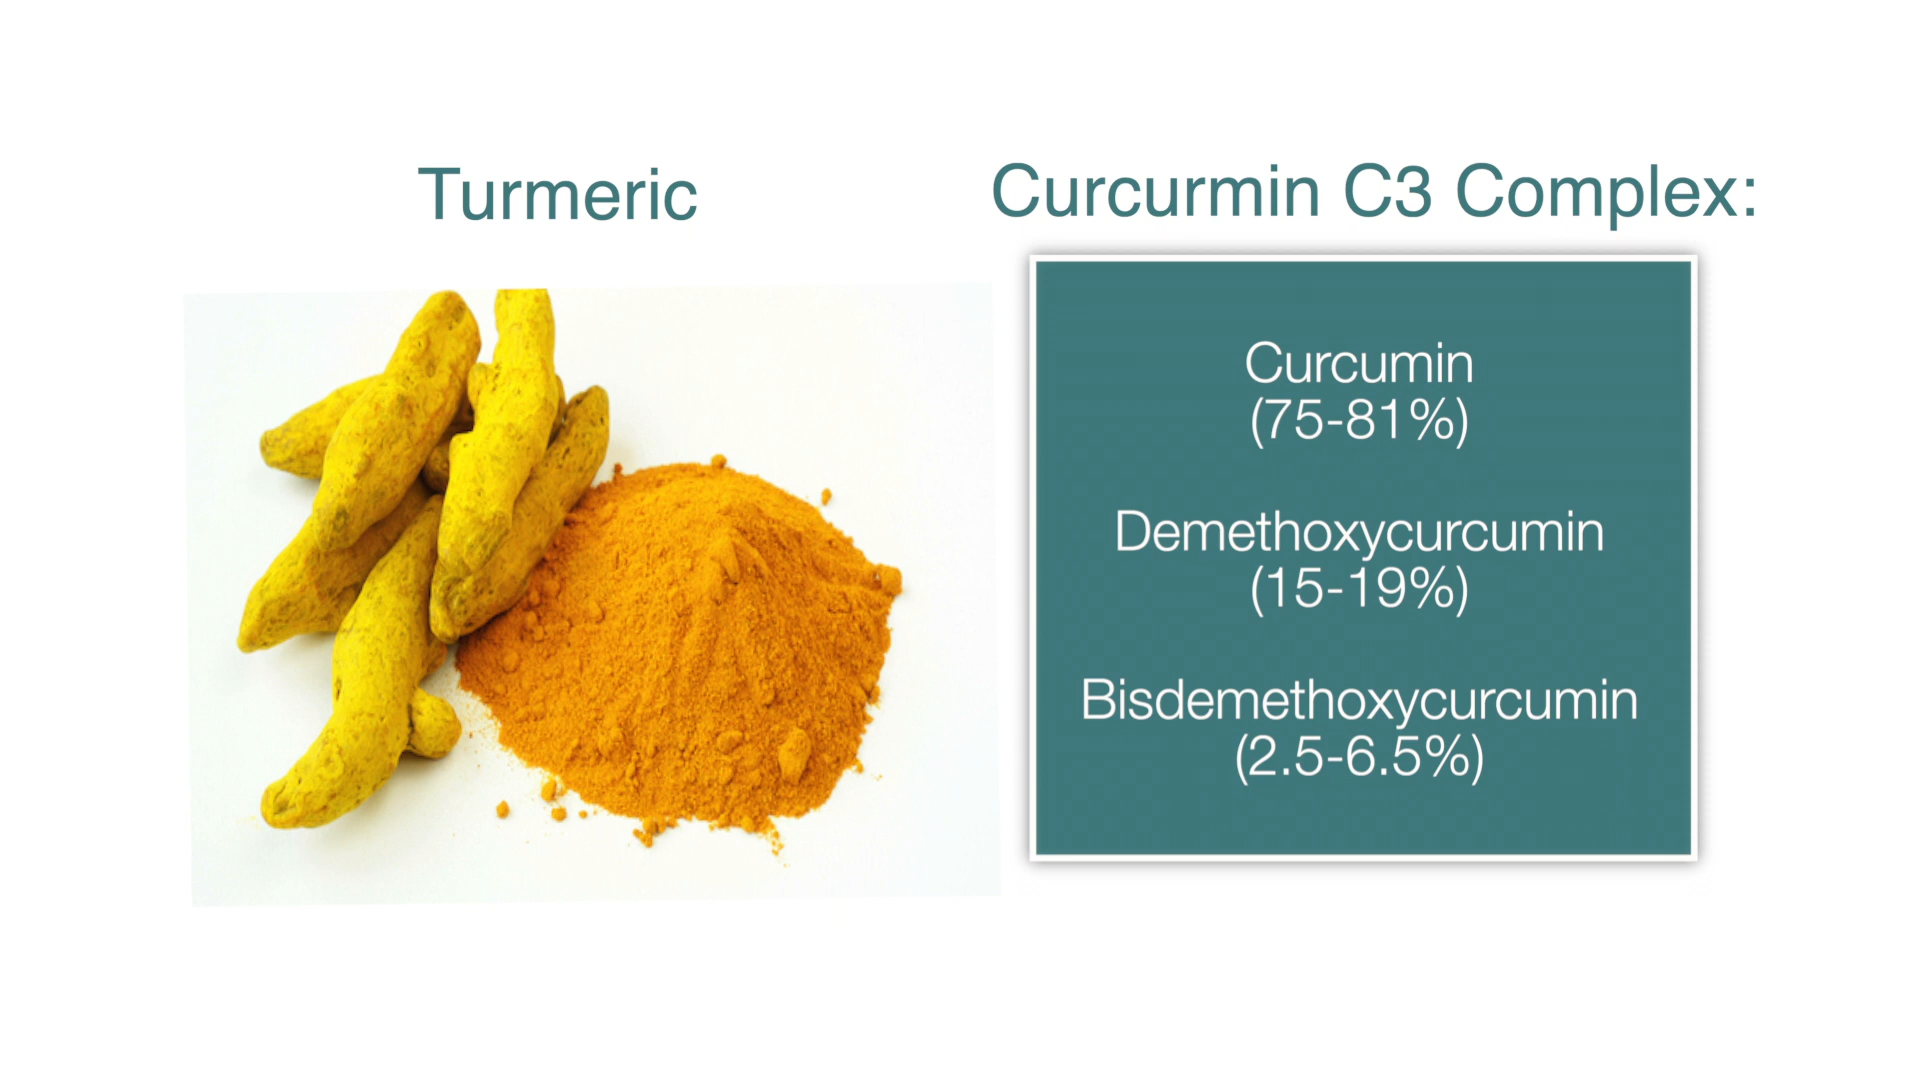 Turmeric
Curcurmin C3 Complex:
Curcumin
(75-81%)
Demethoxycurcumin
(15-19%)
Bisdemethoxycurcumin
(2.5-6.5%)